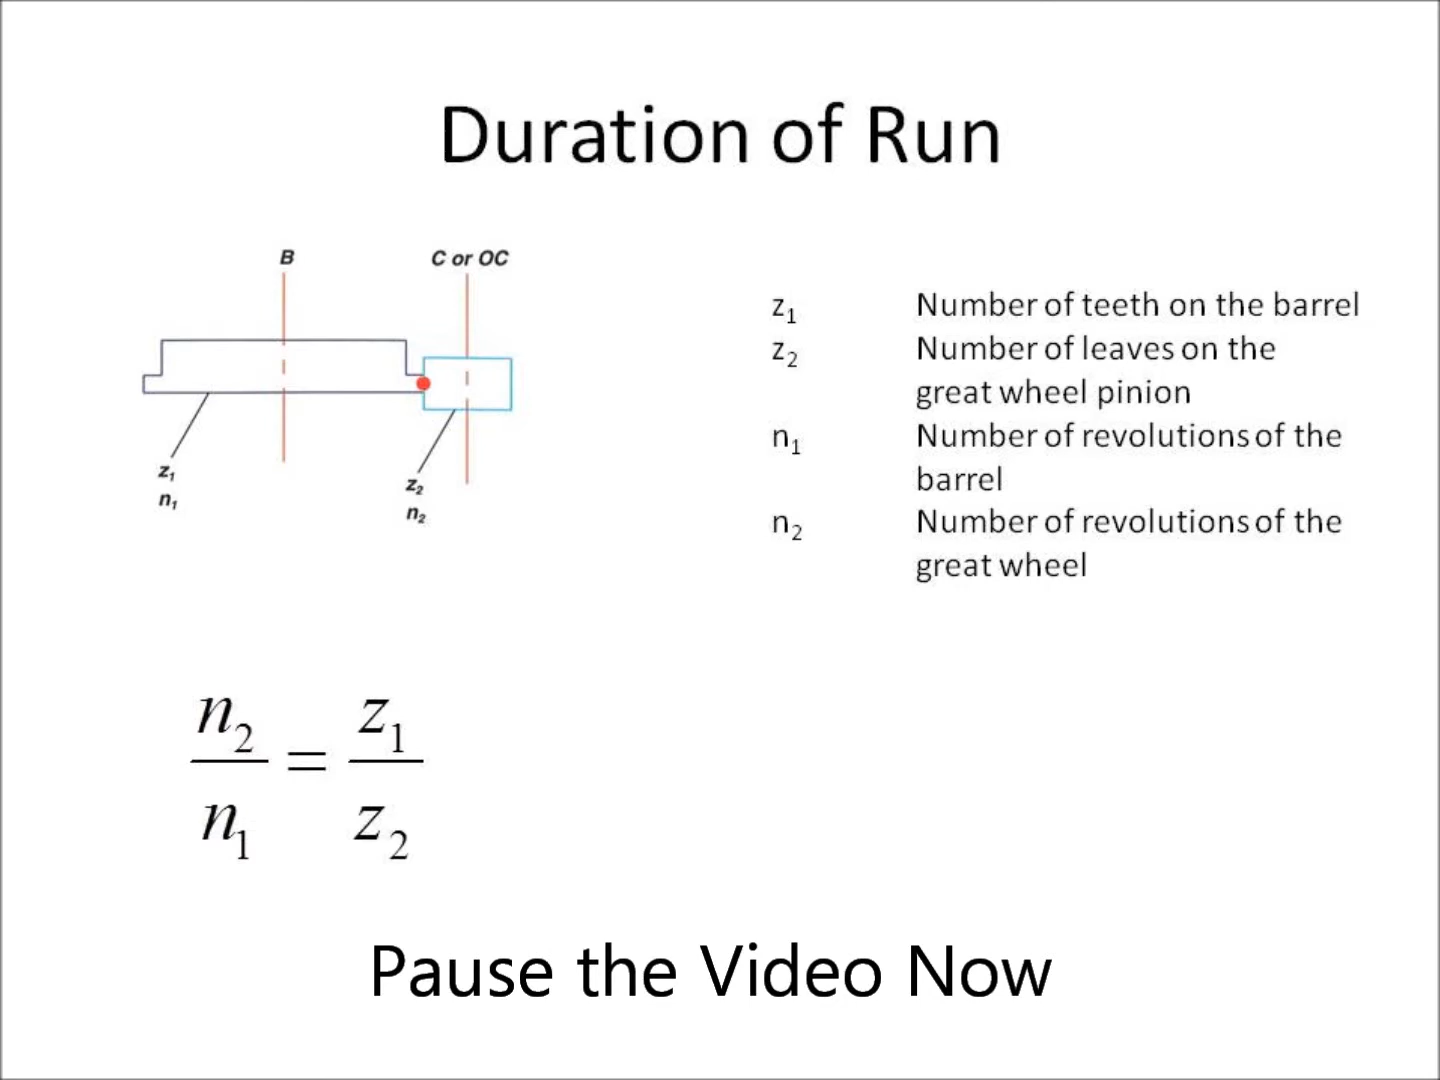 Duration of Run
B
C or OC
z₁
n₁
z₂
n₂
z₁ Number of teeth on the barrel
z₂ Number of leaves on the
great wheel pinion
n₁ Number of revolutions of the
barrel
n₂ Number of revolutions of the
great wheel
n₂/n₁ = z₁/z₂
Pause the Video Now